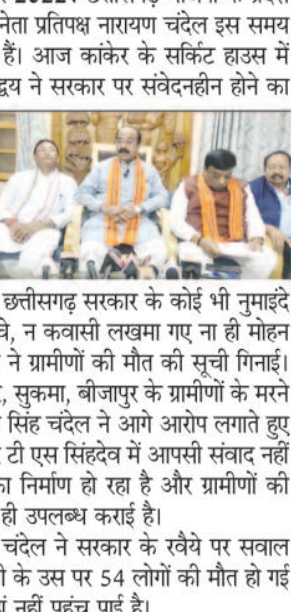 नेता प्रतिपक्ष नारायण चंदेल इस समय
हैं। आज कांकेर के सर्किट हाउस में
द्वय ने सरकार पर संवेदनहीन होने का
छत्तीसगढ़ सरकार के कोई भी नुमाइंदे
चे, न कवासी लखमा गए ना ही मोहन
ने ग्रामीणों की मौत की सूची गिनाई।
, सुकमा, बीजापुर के ग्रामीणों के मरने
सिंह चंदेल ने आगे आरोप लगाते हुए
टी एस सिंहदेव में आपसी संवाद नहीं
का निर्माण हो रहा है और ग्रामीणों की
ही उपलब्ध कराई है।
चंदेल ने सरकार के रवैये पर सवाल
के उस पर 54 लोगों की मौत हो गई
नहीं पहुंच पाई है।